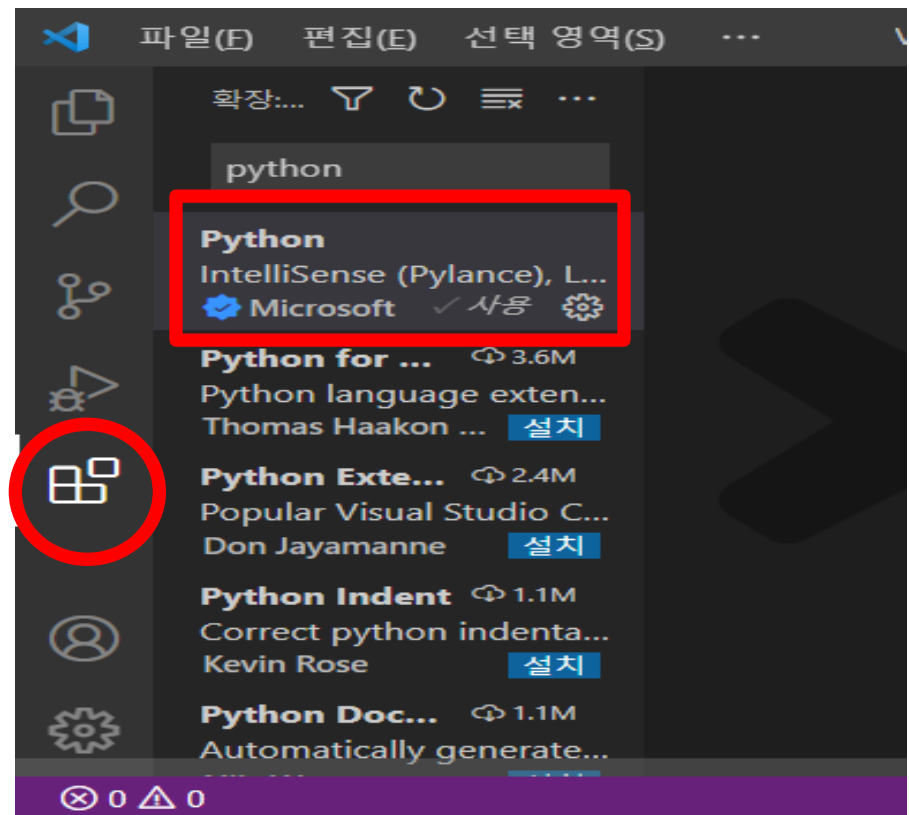 파일(F) 편집(E) 선택 영역(S) ···
확장:... ···
python
Python
IntelliSense (Pylance), L...
Microsoft ✓ 사용
Python for ... 3.6M
Python language exten...
Thomas Haakon ... 설치
Python Exte... 2.4M
Popular Visual Studio C...
Don Jayamanne 설치
Python Indent 1.1M
Correct python indenta...
Kevin Rose 설치
Python Doc... 1.1M
Automatically generate...
0 0